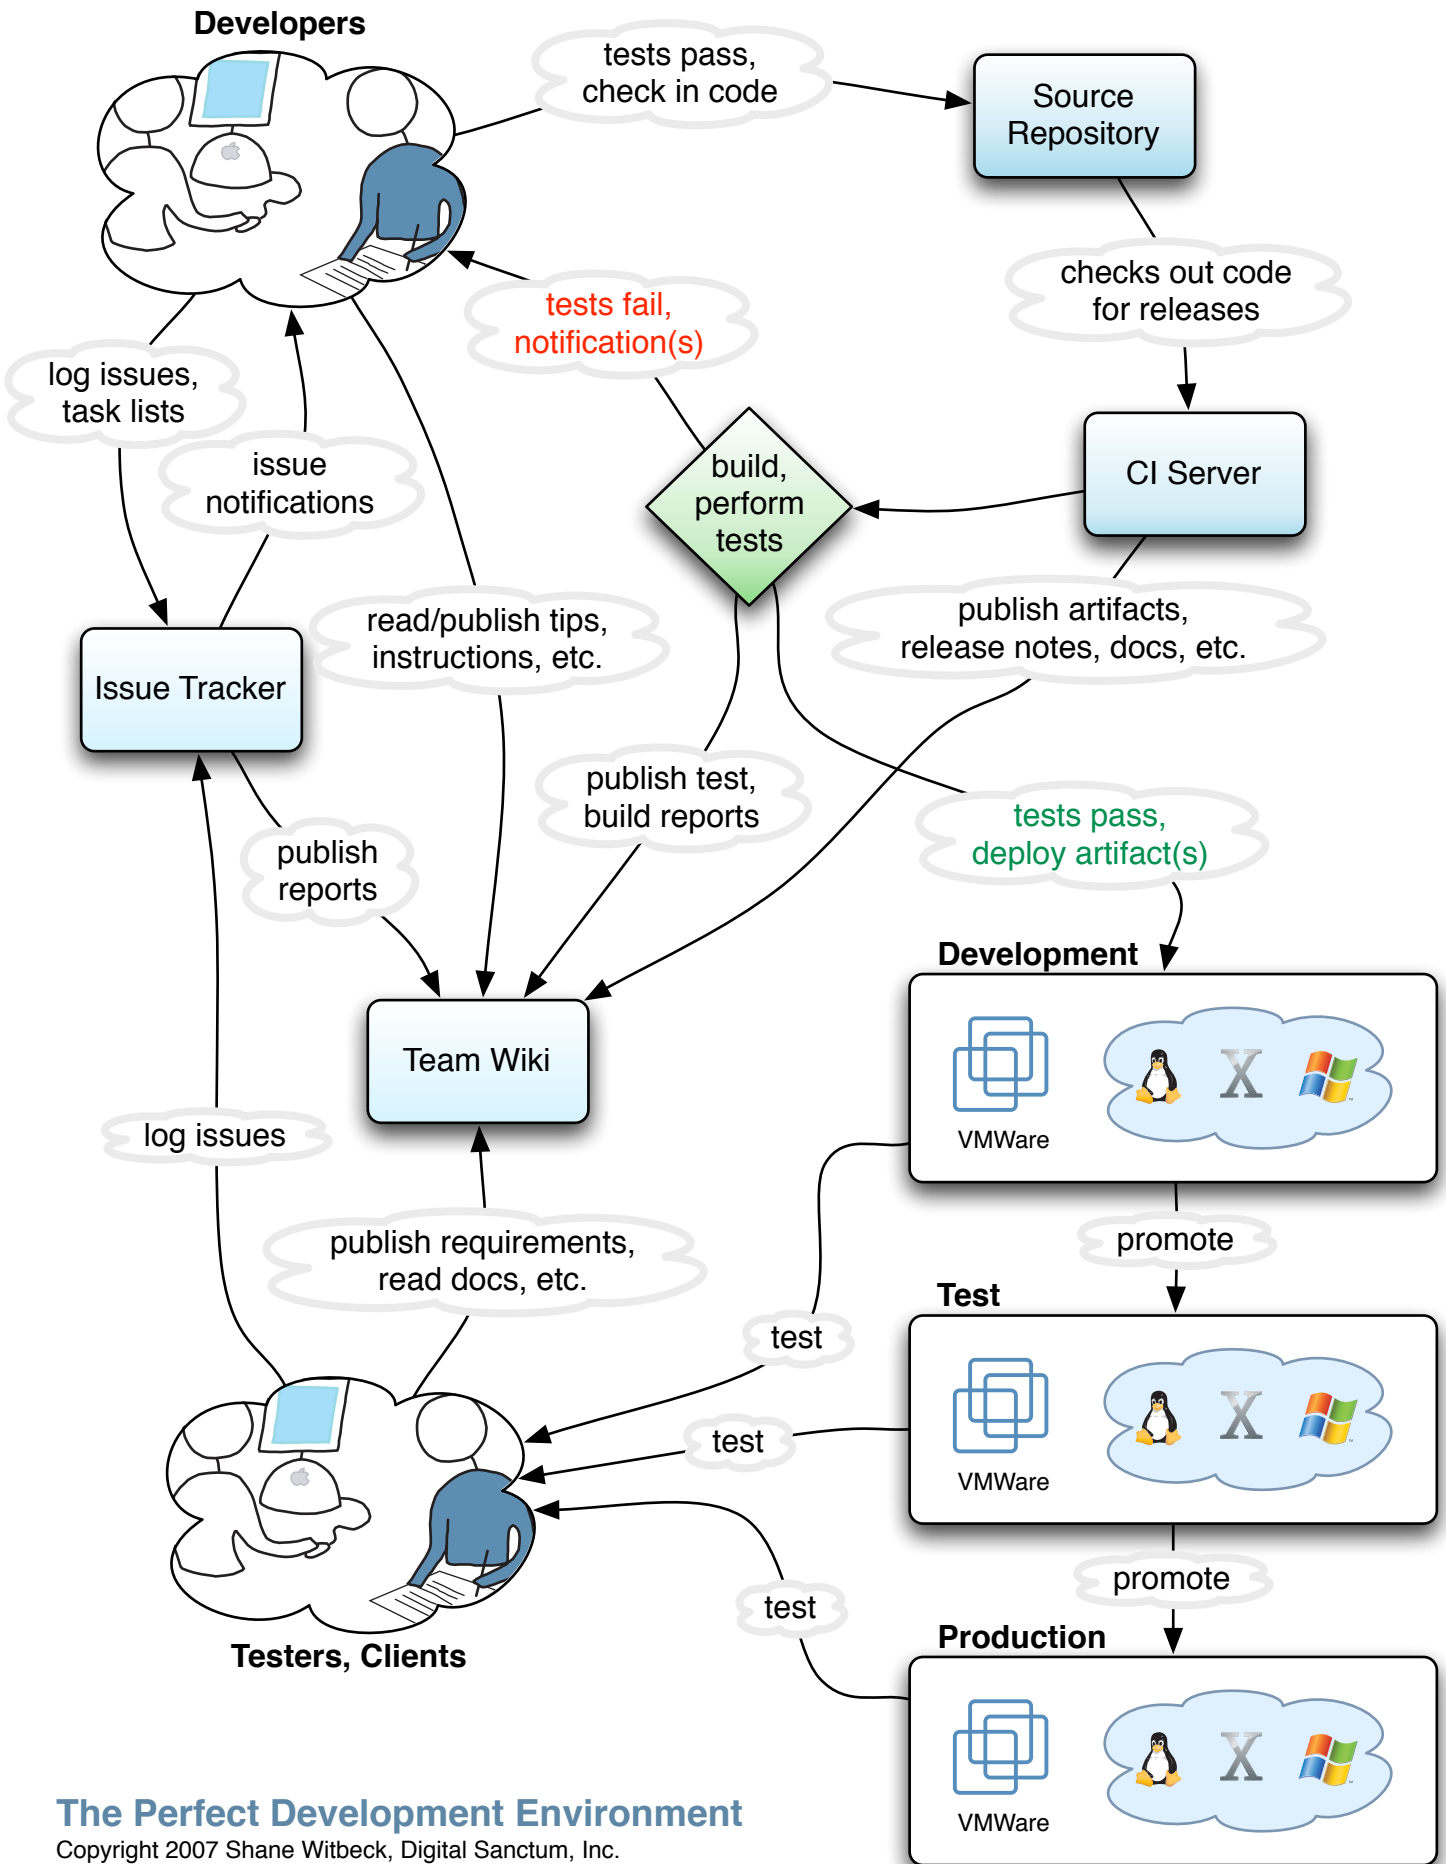 Developers
tests pass,
check in code
Source
Repository
checks out code
for releases
tests fail,
notification(s)
log issues,
task lists
issue
notifications
build,
perform
tests
CI Server
read/publish tips,
instructions, etc.
publish artifacts,
release notes, docs, etc.
Issue Tracker
publish test,
build reports
tests pass,
deploy artifact(s)
publish
reports
Development
Team Wiki
VMWare
X
log issues
publish requirements,
read docs, etc.
promote
Test
test
test
VMWare
X
promote
test
Testers, Clients
Production
VMWare
X
The Perfect Development Environment
Copyright 2007 Shane Witbeck, Digital Sanctum, Inc.